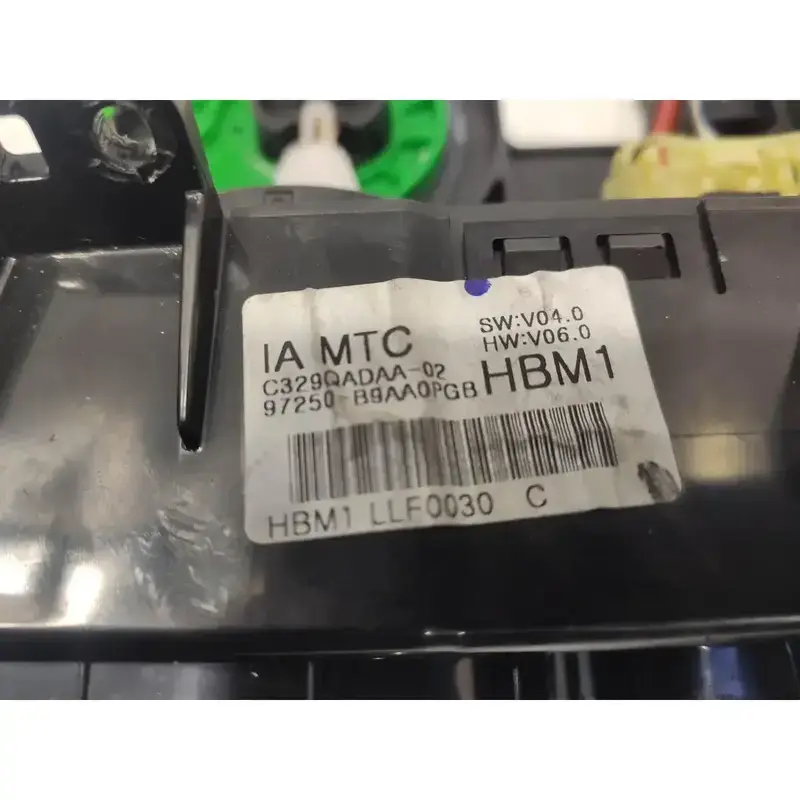 IA MTC
SW:V04.0
HW:V06.0
C329QADAA-02
97250-B9AA0PGB
HBM1
HBM1 LLF0030 C